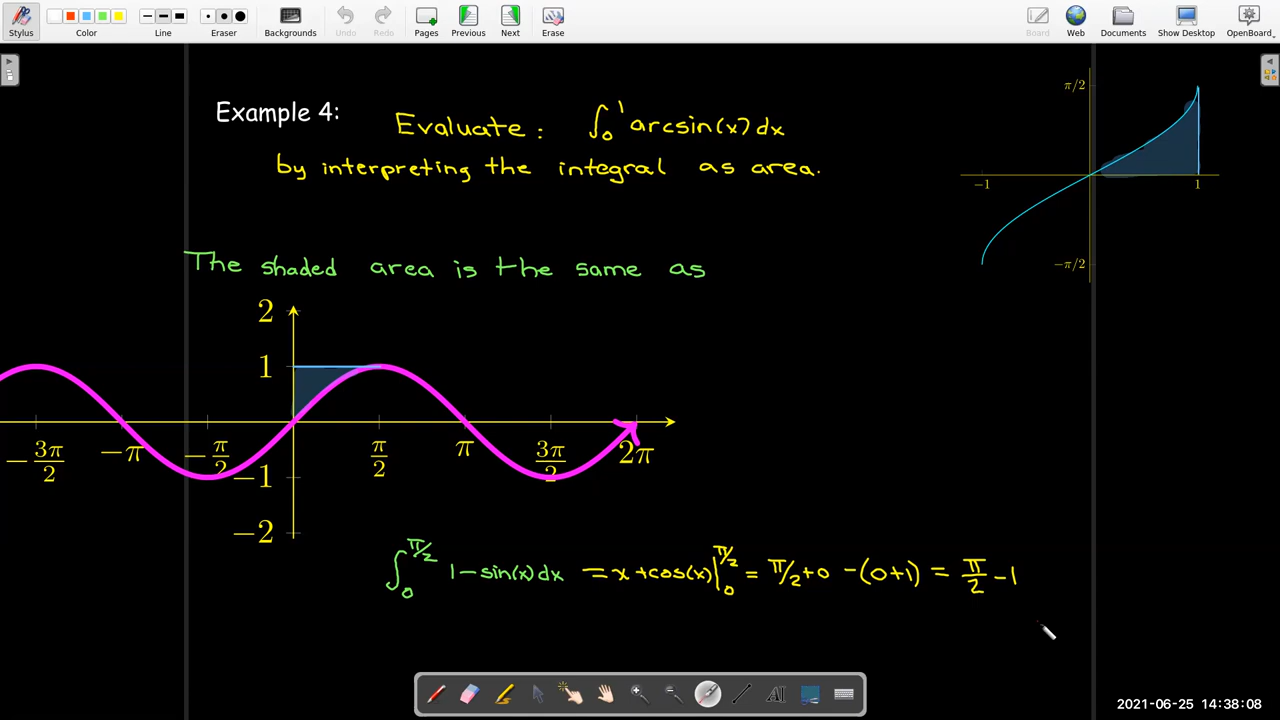 Stylus Color Line Eraser Backgrounds Undo Redo Pages Previous Next Erase Board Web Documents Show Desktop OpenBoard
Example 4: Evaluate: ∫₀¹ arcsin(x) dx
by interpreting the integral as area.
π/2
−1 1
−π/2
The shaded area is the same as
2
1
−3π/2 −π −π/2 π/2 π 3π/2 2π
−1
−2
∫₀^{π/2} 1 − sin(x) dx = x + cos(x) |₀^{π/2} = π/2 + 0 − (0+1) = π/2 − 1
AI
2021-06-25 14:38:08